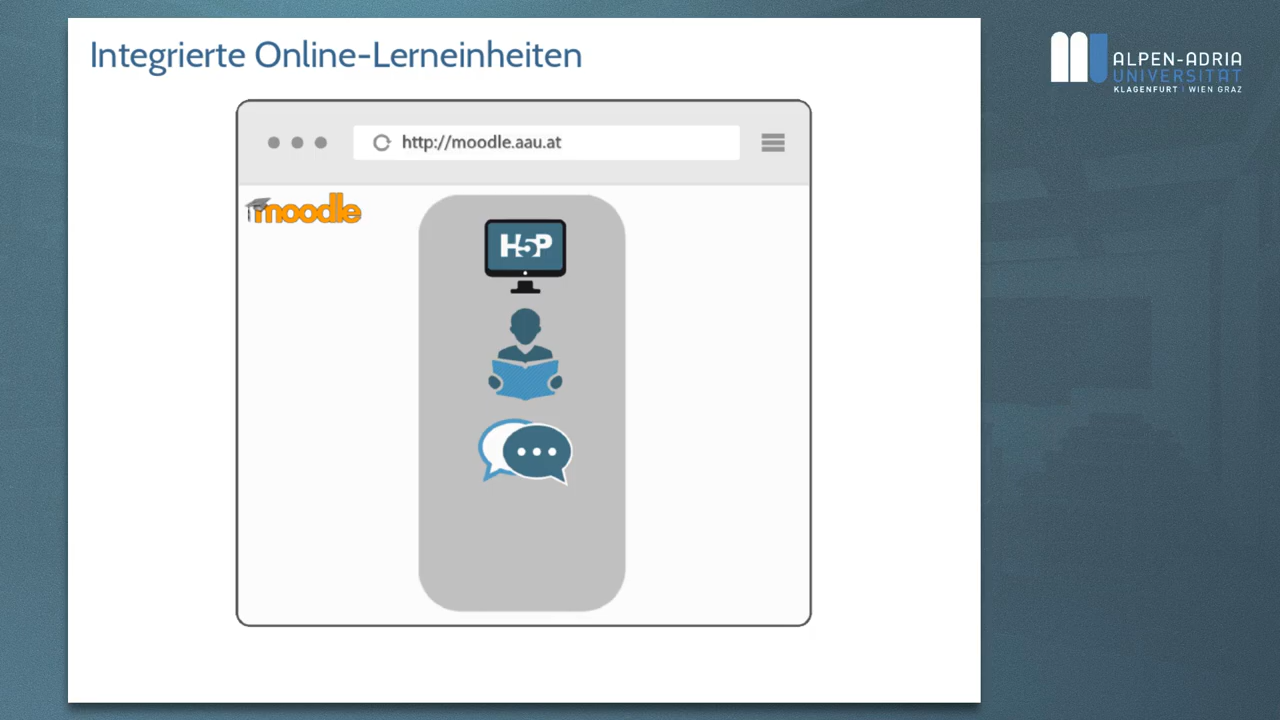 Integrierte Online-Lerneinheiten
ALPEN-ADRIA
UNIVERSITÄT
KLAGENFURT | WIEN GRAZ
http://moodle.aau.at
moodle
H5P